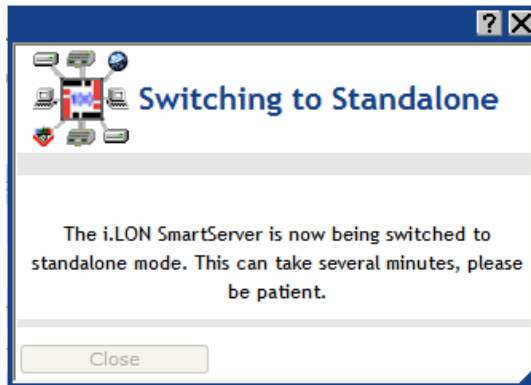 Switching to Standalone
The i.LON SmartServer is now being switched to
standalone mode. This can take several minutes, please
be patient.
Close